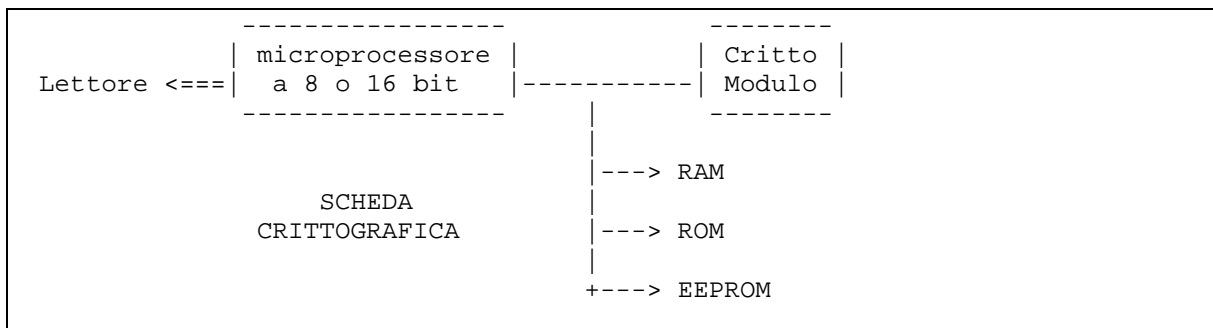 ----------------- --------
| microprocessore | | Critto |
Lettore <===| a 8 o 16 bit |-----------| Modulo |
----------------- | --------
|
|---> RAM
SCHEDA |
CRITTOGRAFICA |---> ROM
|
+---> EEPROM